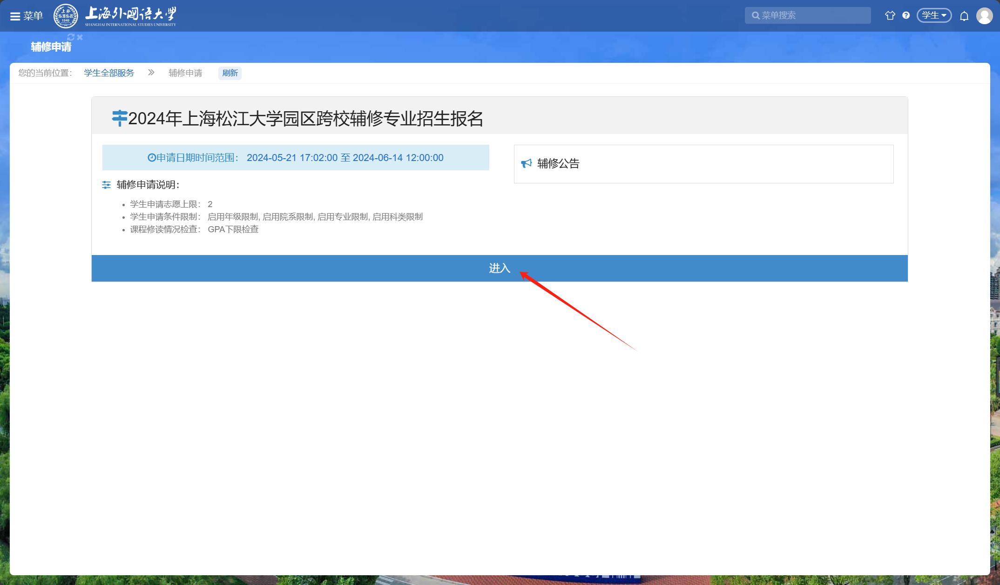 菜单
上外
SISU
1949
上海外国语大学
SHANGHAI INTERNATIONAL STUDIES UNIVERSITY
菜单搜索
学生
辅修申请
您的当前位置： 学生全部服务 辅修申请 刷新
2024年上海松江大学园区跨校辅修专业招生报名
申请日期时间范围： 2024-05-21 17:02:00 至 2024-06-14 12:00:00
辅修公告
辅修申请说明：
学生申请志愿上限： 2
学生申请条件限制： 启用年级限制, 启用院系限制, 启用专业限制, 启用科类限制
课程修读情况检查： GPA下限检查
进入